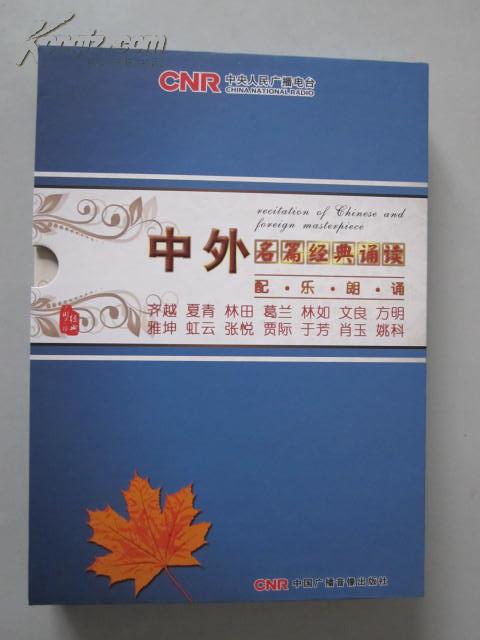 Kongfz.com
CNR 中央人民广播电台
CHINA NATIONAL RADIO
recitation of Chinese and
foreign masterpiece
中外名篇经典诵读
配·乐·朗·诵
齐越 夏青 林田 葛兰 林如 文良 方明
雅坤 虹云 张悦 贾际 于芳 肖玉 姚科
CNR 中国广播音像出版社